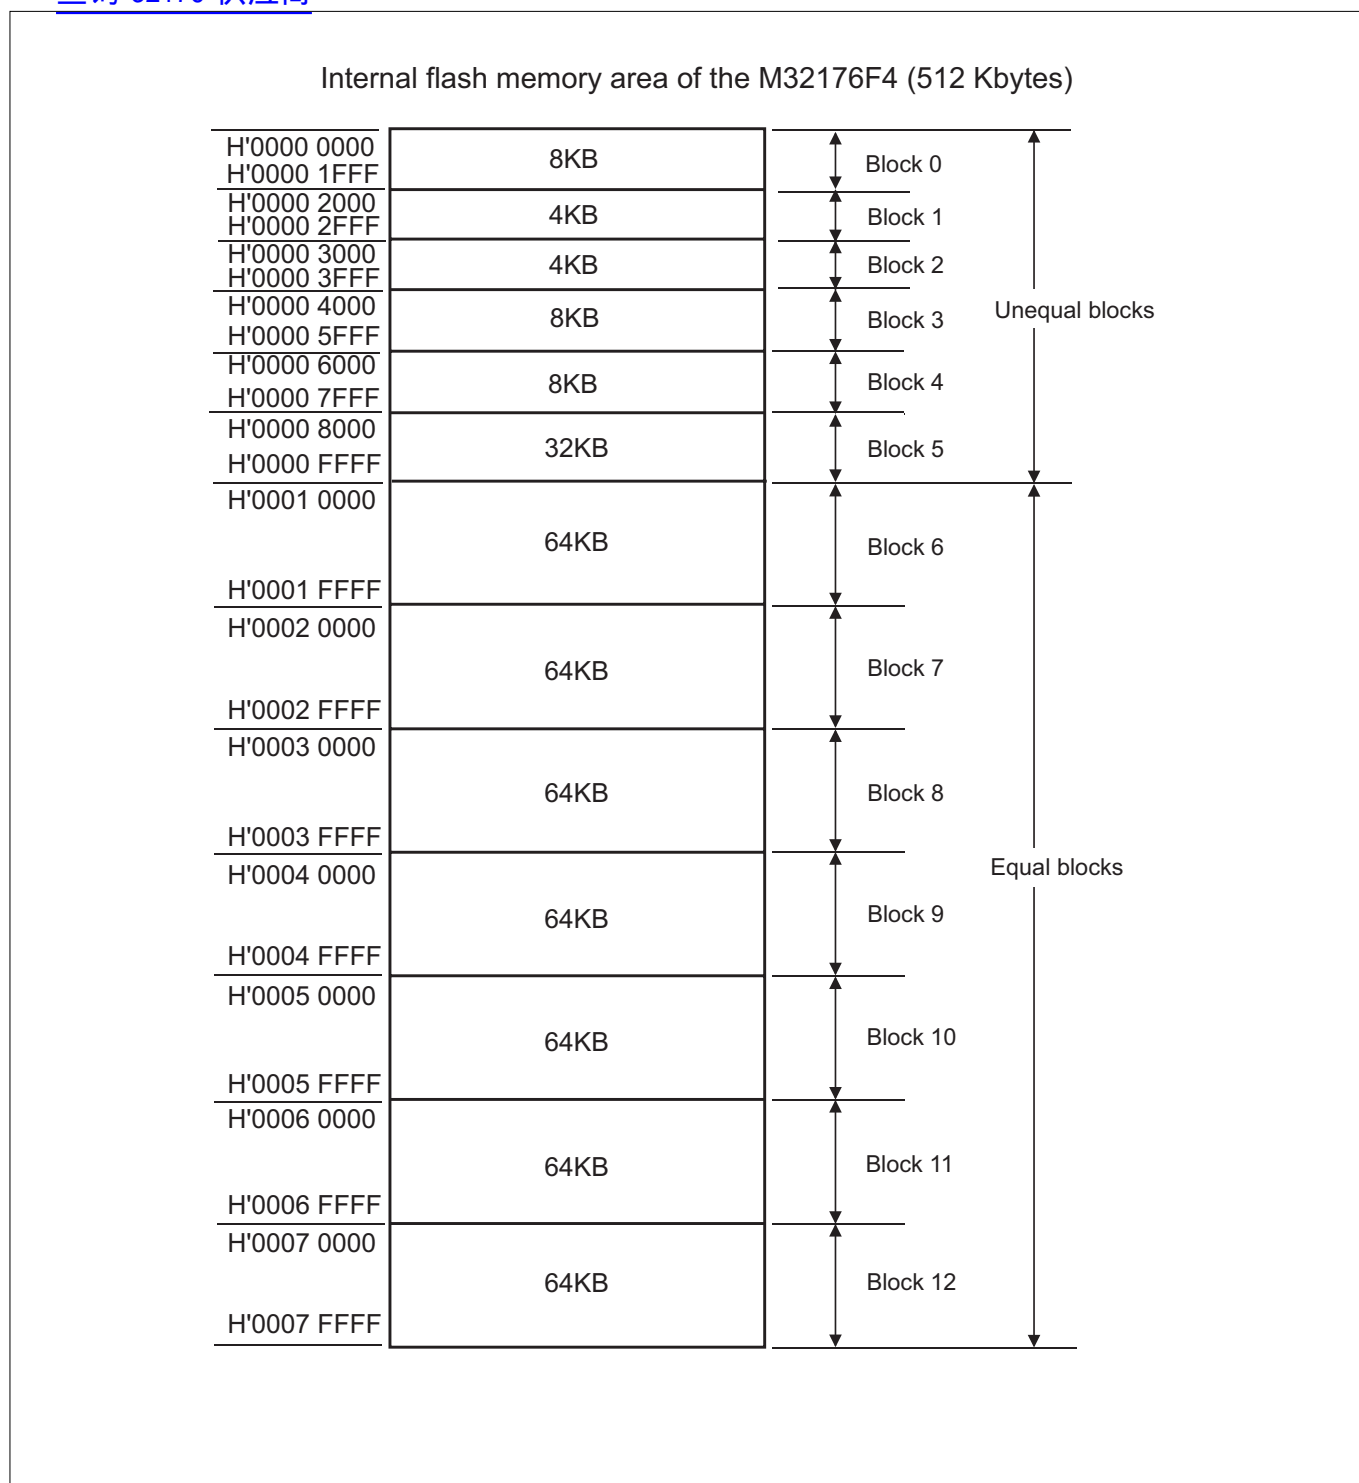 32176
Internal flash memory area of the M32176F4 (512 Kbytes)
H'0000 0000
8KB
Block 0
H'0000 1FFF
H'0000 2000
4KB
Block 1
H'0000 2FFF
H'0000 3000
4KB
Block 2
H'0000 3FFF
H'0000 4000
8KB
Block 3
Unequal blocks
H'0000 5FFF
H'0000 6000
8KB
Block 4
H'0000 7FFF
H'0000 8000
32KB
Block 5
H'0000 FFFF
H'0001 0000
64KB
Block 6
H'0001 FFFF
H'0002 0000
64KB
Block 7
H'0002 FFFF
H'0003 0000
64KB
Block 8
H'0003 FFFF
H'0004 0000
Equal blocks
64KB
Block 9
H'0004 FFFF
H'0005 0000
64KB
Block 10
H'0005 FFFF
H'0006 0000
64KB
Block 11
H'0006 FFFF
H'0007 0000
64KB
Block 12
H'0007 FFFF